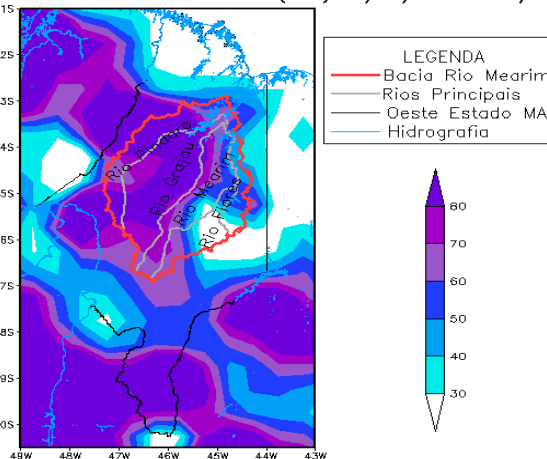 1S
2S
3S
4S
5S
6S
7S
8S
9S
0S
49W 48W 47W 46W 45W 44W 43W
Rio Pindare
Rio Grajau
Rio Mearim
Rio Flores
LEGENDA
Bacia Rio Mearim
Rios Principais
Oeste Estado MA
Hidrografia
80
70
60
50
40
30